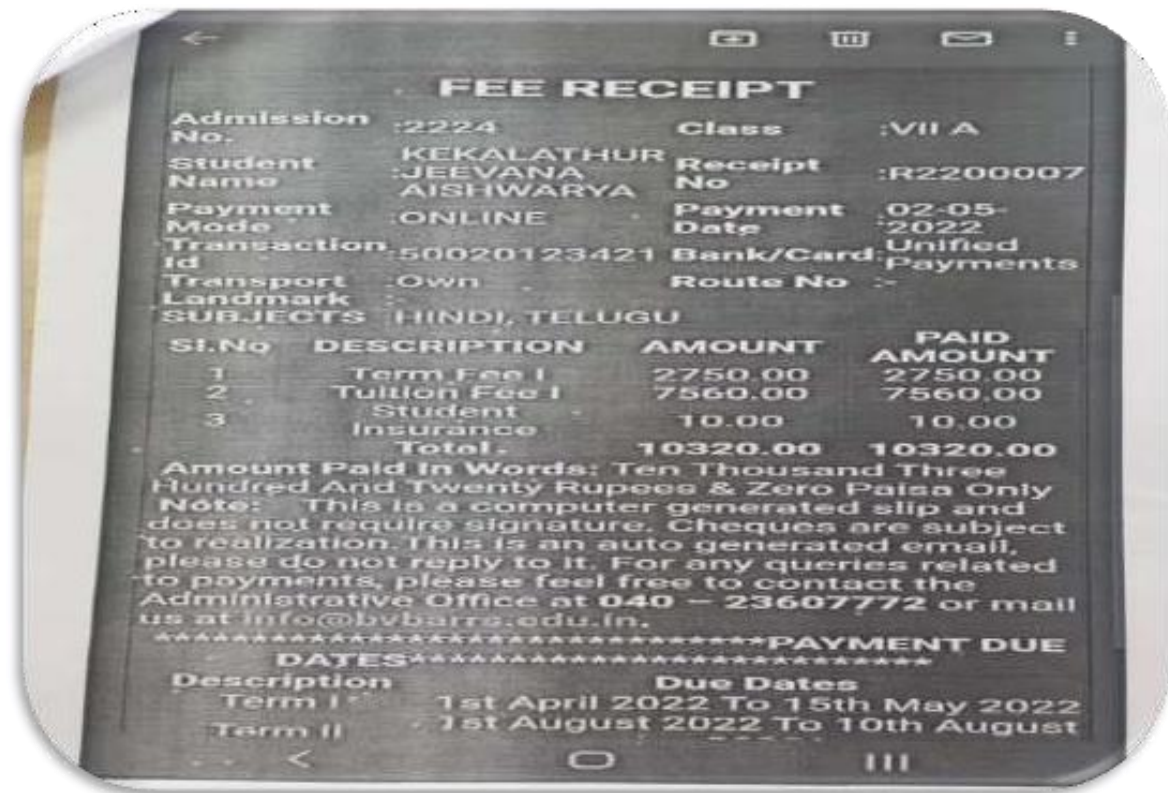 FEE RECEIPT
Admission No. :2224 Class :VII A
Student Name :KEKALATHUR JEEVANA AISHWARYA Receipt No :R2200007
Payment Mode :ONLINE Payment Date :02-05-2022
Transaction Id :50020123421 Bank/Card :Unified Payments
Transport :Own Route No :-
Landmark :-
SUBJECTS :HINDI, TELUGU
Sl.No DESCRIPTION AMOUNT PAID AMOUNT
1 Term Fee I 2750.00 2750.00
2 Tuition Fee I 7560.00 7560.00
3 Student Insurance 10.00 10.00
Total. 10320.00 10320.00
Amount Paid In Words: Ten Thousand Three
Hundred And Twenty Rupees & Zero Paisa Only
Note: This is a computer generated slip and
does not require signature. Cheques are subject
to realization.This is an auto generated email,
please do not reply to it. For any queries related
to payments, please feel free to contact the
Administrative Office at 040 – 23607772 or mail
us at info@bvbarrs.edu.in.
********************************PAYMENT DUE
DATES****************************
Description Due Dates
Term I 1st April 2022 To 15th May 2022
Term II 1st August 2022 To 10th August